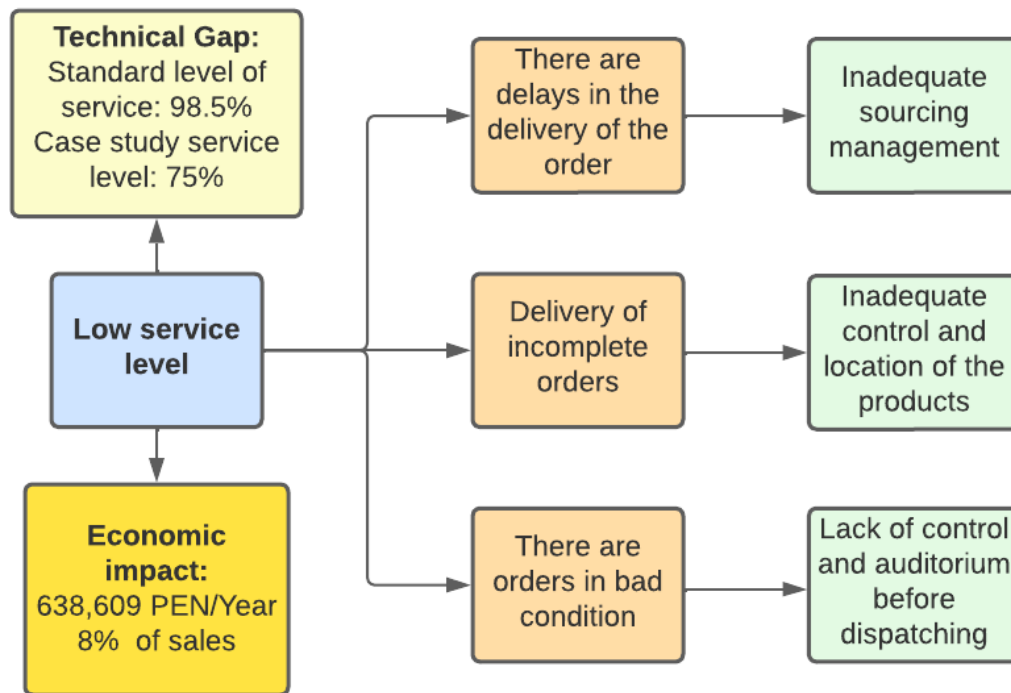 Technical Gap:
Standard level of
service: 98.5%
Case study service
level: 75%
Low service
level
Economic
impact:
638,609 PEN/Year
8% of sales
There are
delays in the
delivery of the
order
Delivery of
incomplete
orders
There are
orders in bad
condition
Inadequate
sourcing
management
Inadequate
control and
location of the
products
Lack of control
and auditorium
before
dispatching